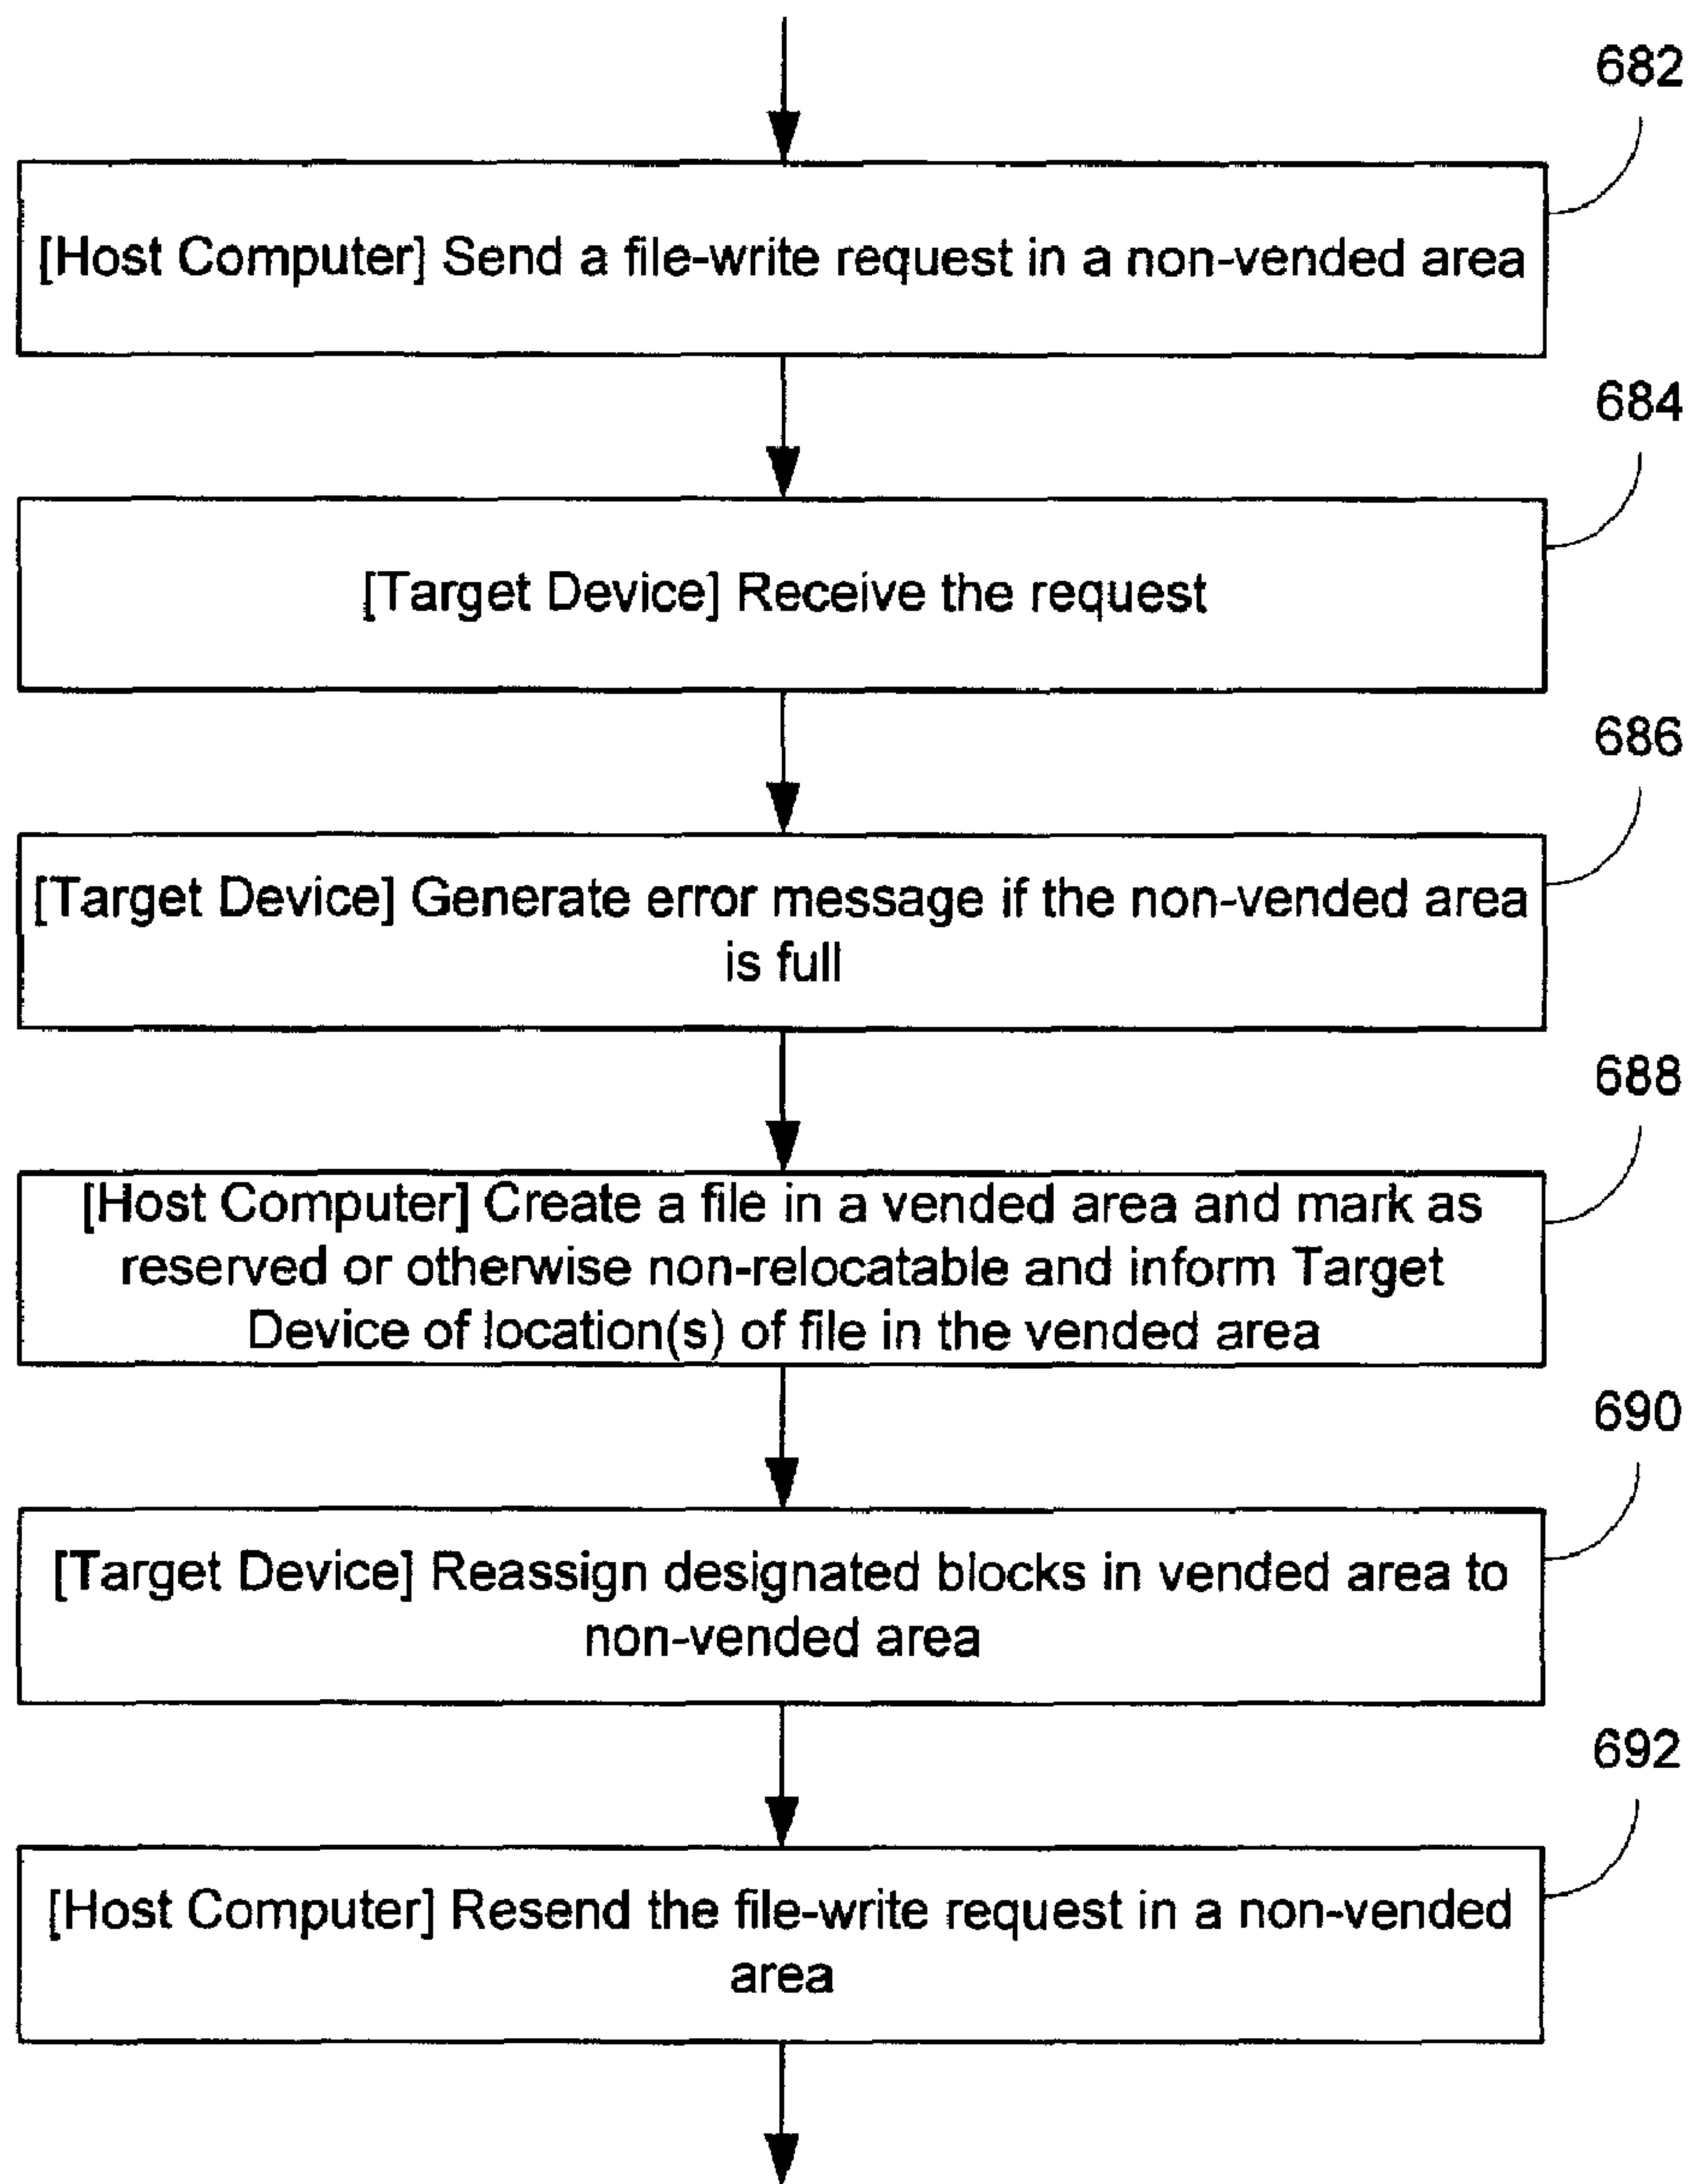 682
[Host Computer] Send a file-write request in a non-vended area
684
[Target Device] Receive the request
686
[Target Device] Generate error message if the non-vended area
is full
688
[Host Computer] Create a file in a vended area and mark as
reserved or otherwise non-relocatable and inform Target
Device of location(s) of file in the vended area
690
[Target Device] Reassign designated blocks in vended area to
non-vended area
692
[Host Computer] Resend the file-write request in a non-vended
area